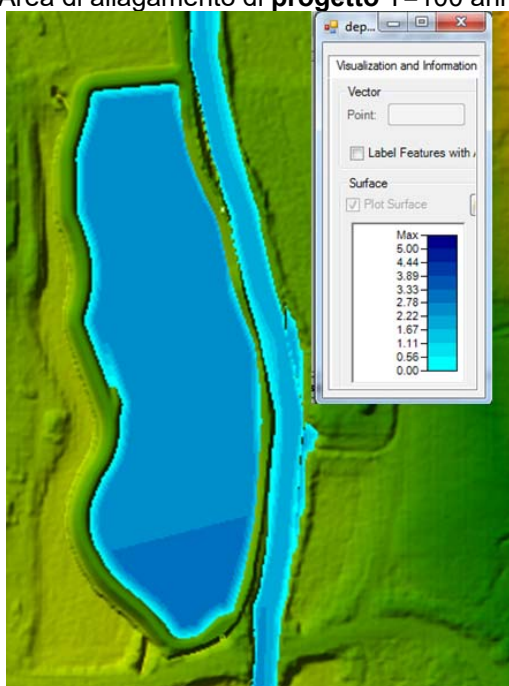 Area di allagamento di progetto T=100 anni
dep...
Visualization and Information
Vector
Point:
Label Features with
Surface
Plot Surface
Max
5.00
4.44
3.89
3.33
2.78
2.22
1.67
1.11
0.56
0.00